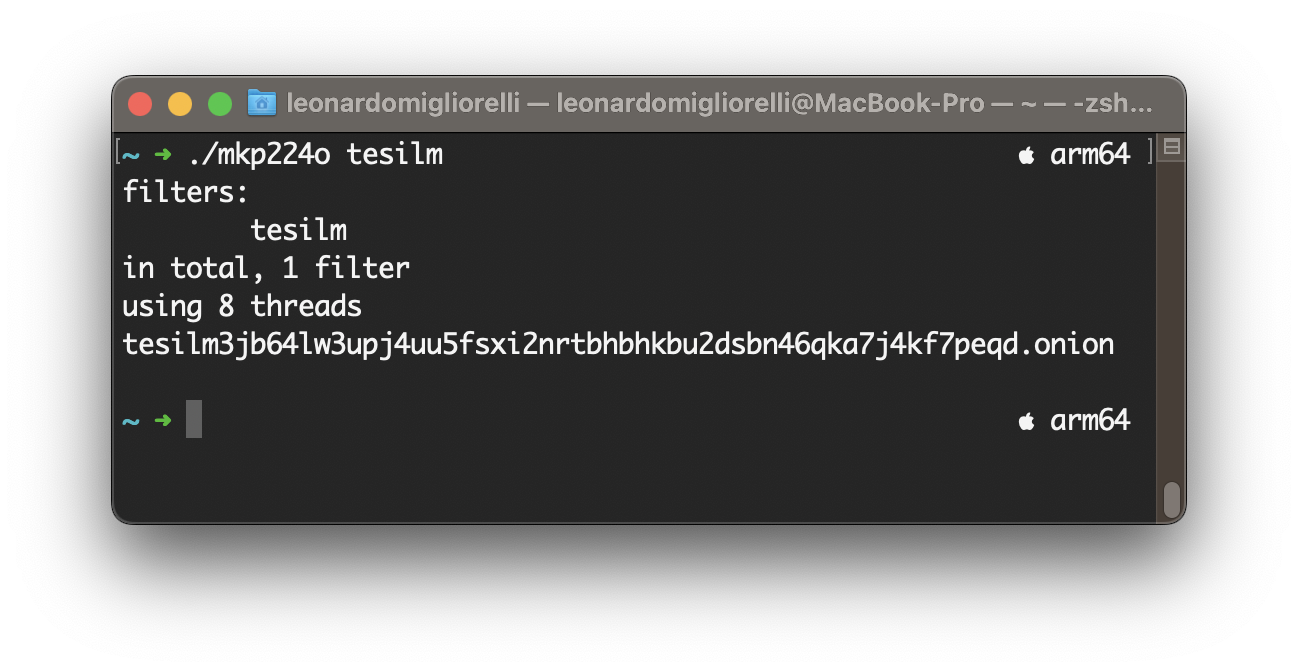 leonardomigliorelli — leonardomigliorelli@MacBook-Pro — ~ — -zsh...
[~ ➜ ./mkp224o tesilm arm64 ]
filters:
tesilm
in total, 1 filter
using 8 threads
tesilm3jb64lw3upj4uu5fsxi2nrtbhbhkbu2dsbn46qka7j4kf7peqd.onion
~ ➜ arm64